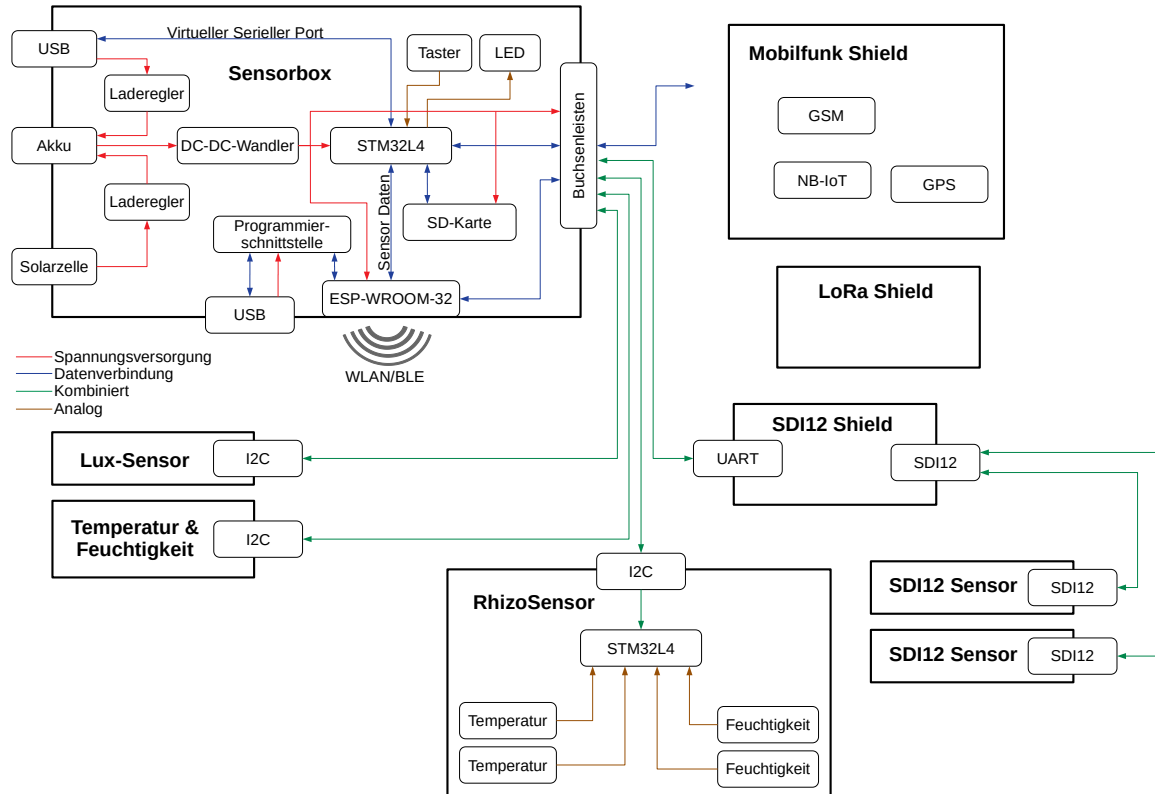 Virtueller Serieller Port
USB
Taster
LED
Sensorbox
Laderegler
Akku
DC-DC-Wandler
STM32L4
Buchsenleisten
Laderegler
Sensor Daten
SD-Karte
Programmier-
schnittstelle
Solarzelle
ESP-WROOM-32
USB
WLAN/BLE
Mobilfunk Shield
GSM
NB-IoT
GPS
LoRa Shield
Spannungsversorgung
Datenverbindung
Kombiniert
Analog
SDI12 Shield
UART
SDI12
Lux-Sensor
I2C
Temperatur &
Feuchtigkeit
I2C
I2C
RhizoSensor
STM32L4
Temperatur
Feuchtigkeit
Temperatur
Feuchtigkeit
SDI12 Sensor
SDI12
SDI12 Sensor
SDI12